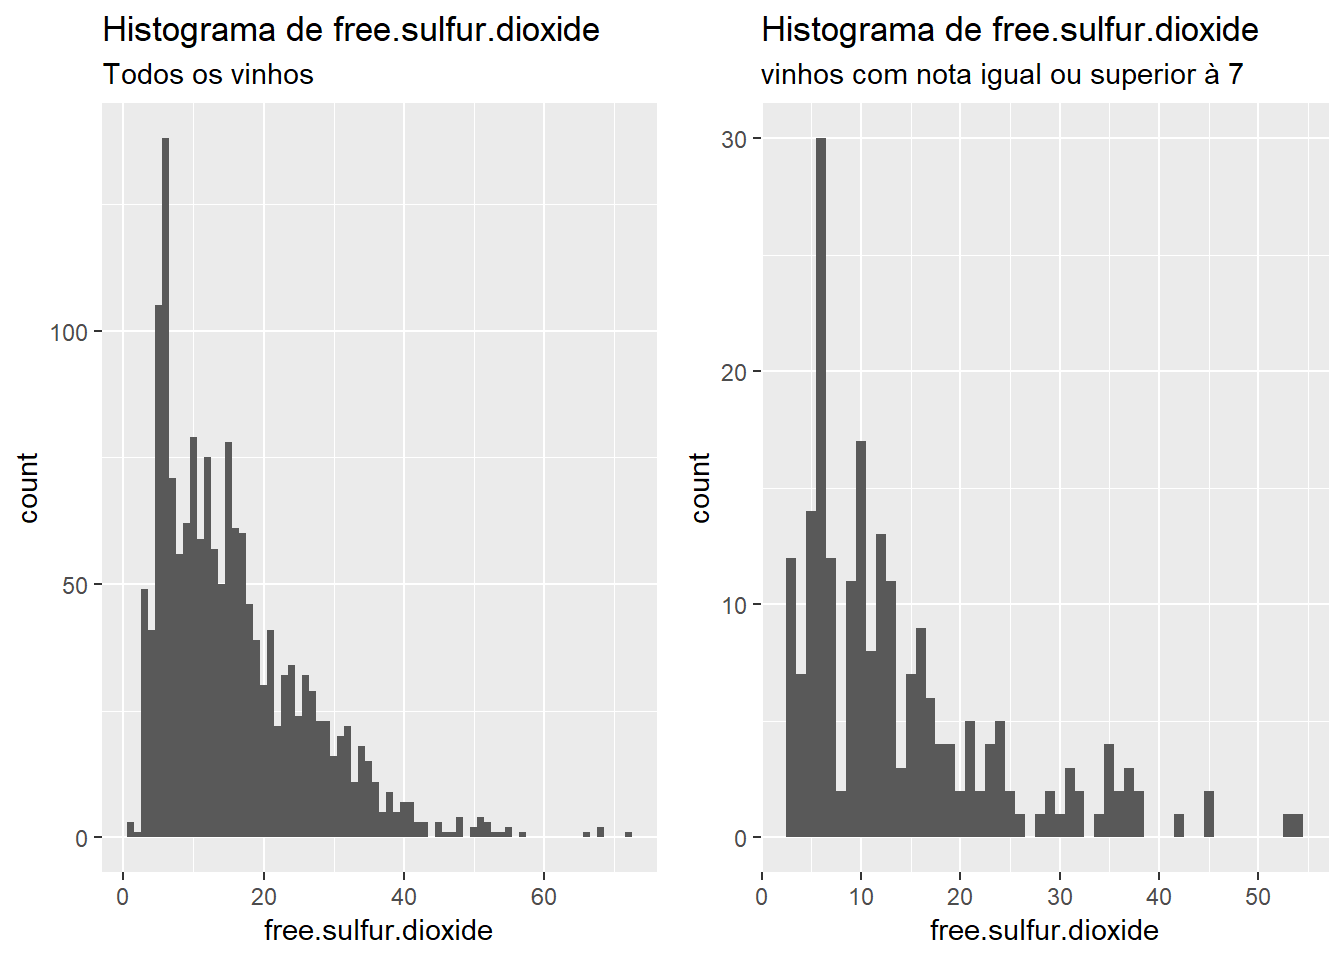 Histograma de free.sulfur.dioxide
Todos os vinhos
count
100
50
0
0 20 40 60
free.sulfur.dioxide
Histograma de free.sulfur.dioxide
vinhos com nota igual ou superior à 7
count
30
20
10
0
0 10 20 30 40 50
free.sulfur.dioxide